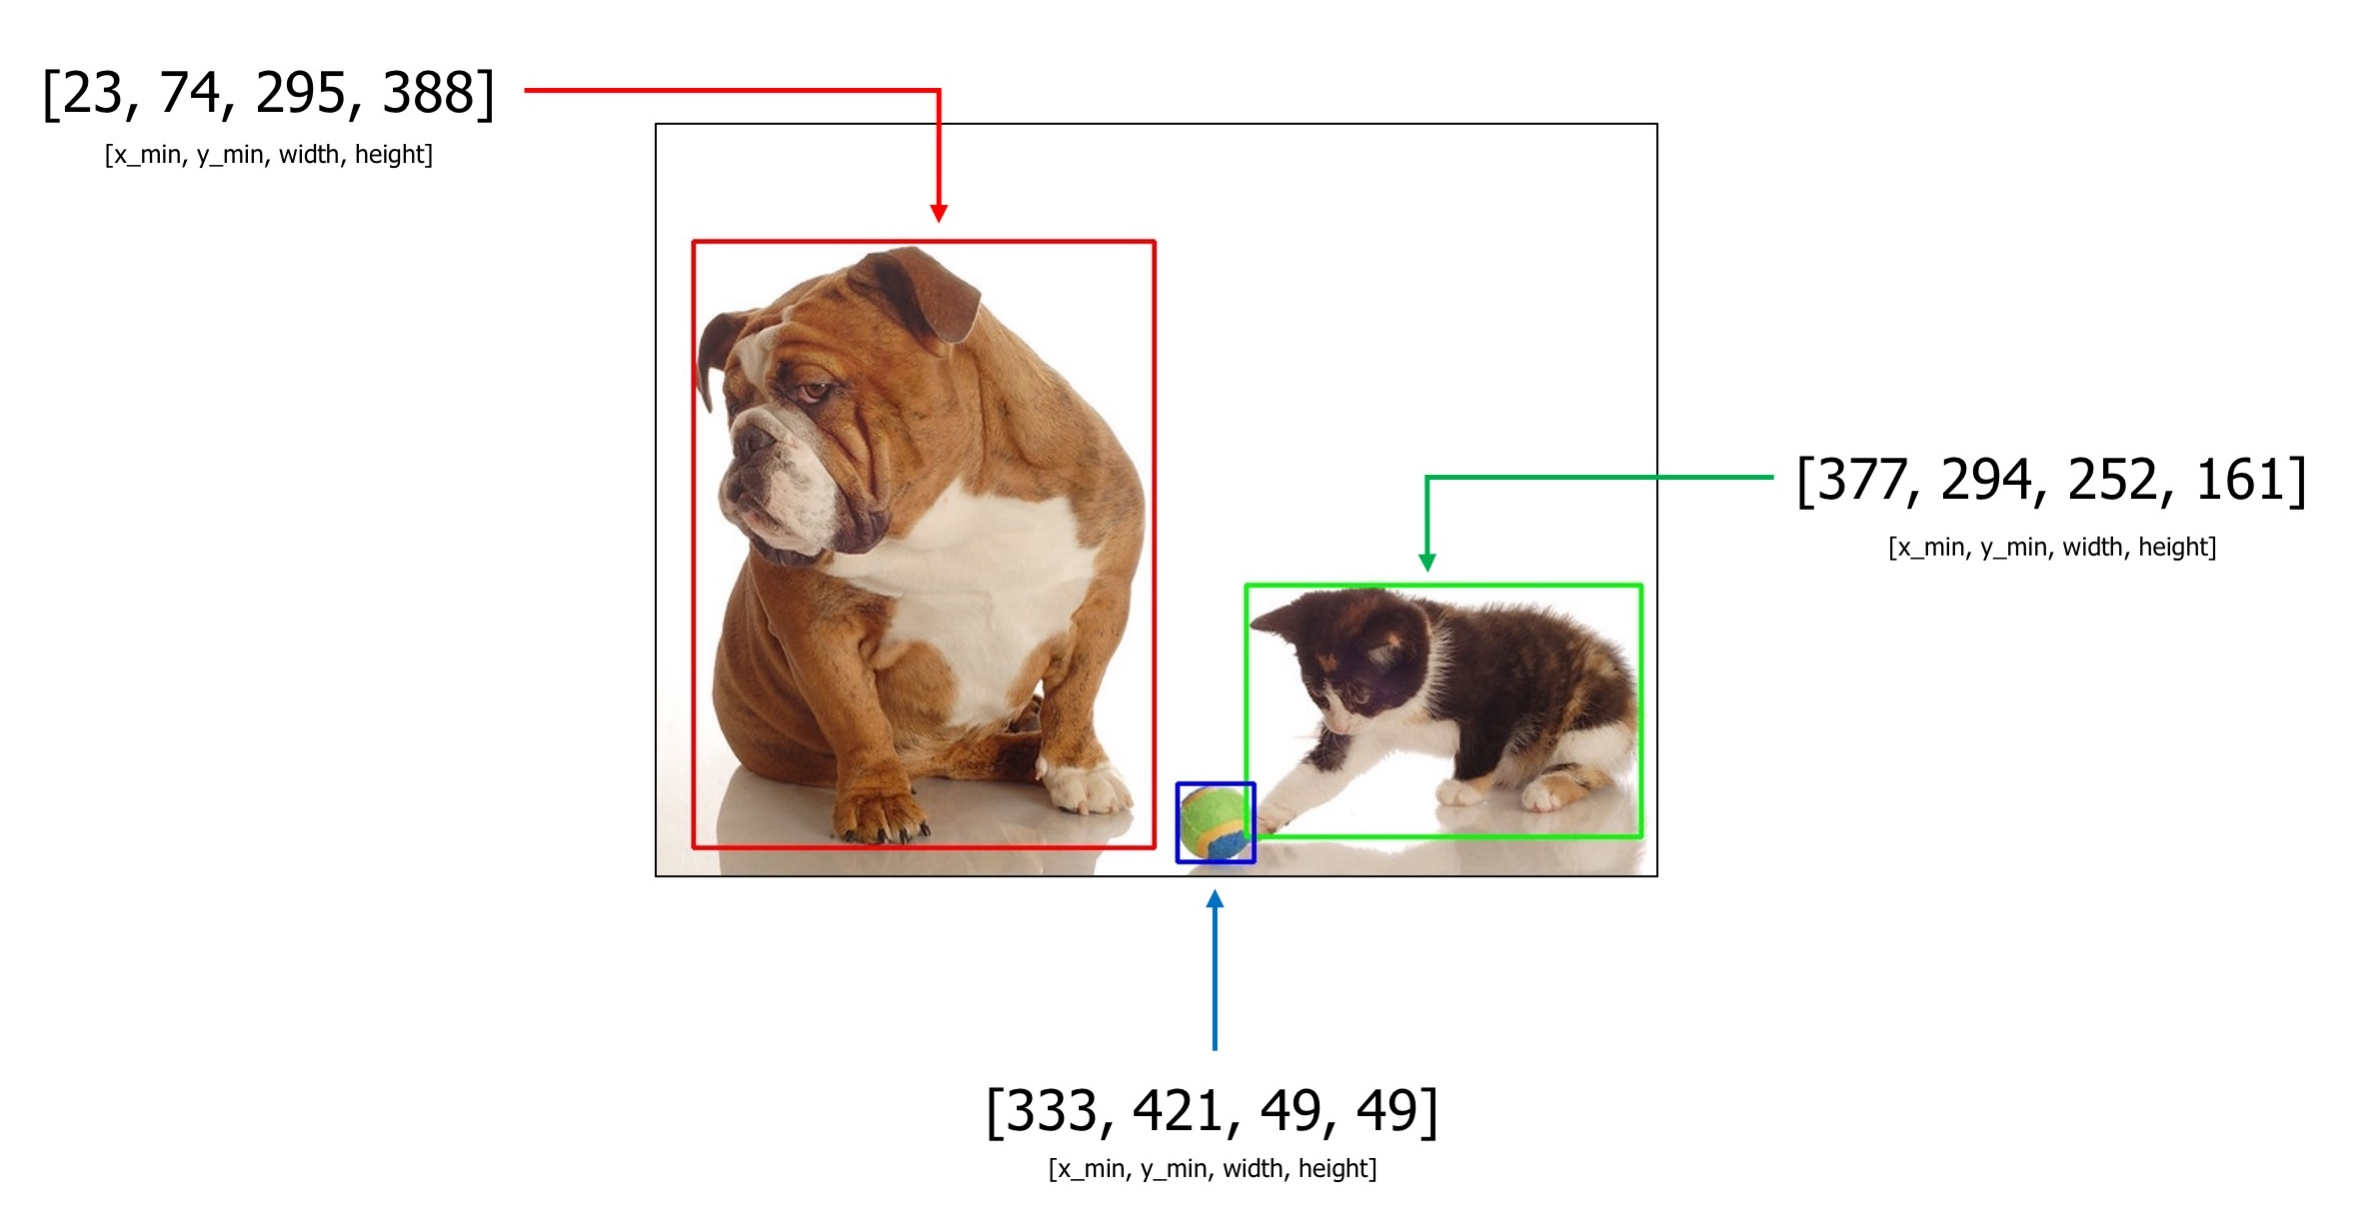 [23, 74, 295, 388]
[x_min, y_min, width, height]
[377, 294, 252, 161]
[x_min, y_min, width, height]
[333, 421, 49, 49]
[x_min, y_min, width, height]